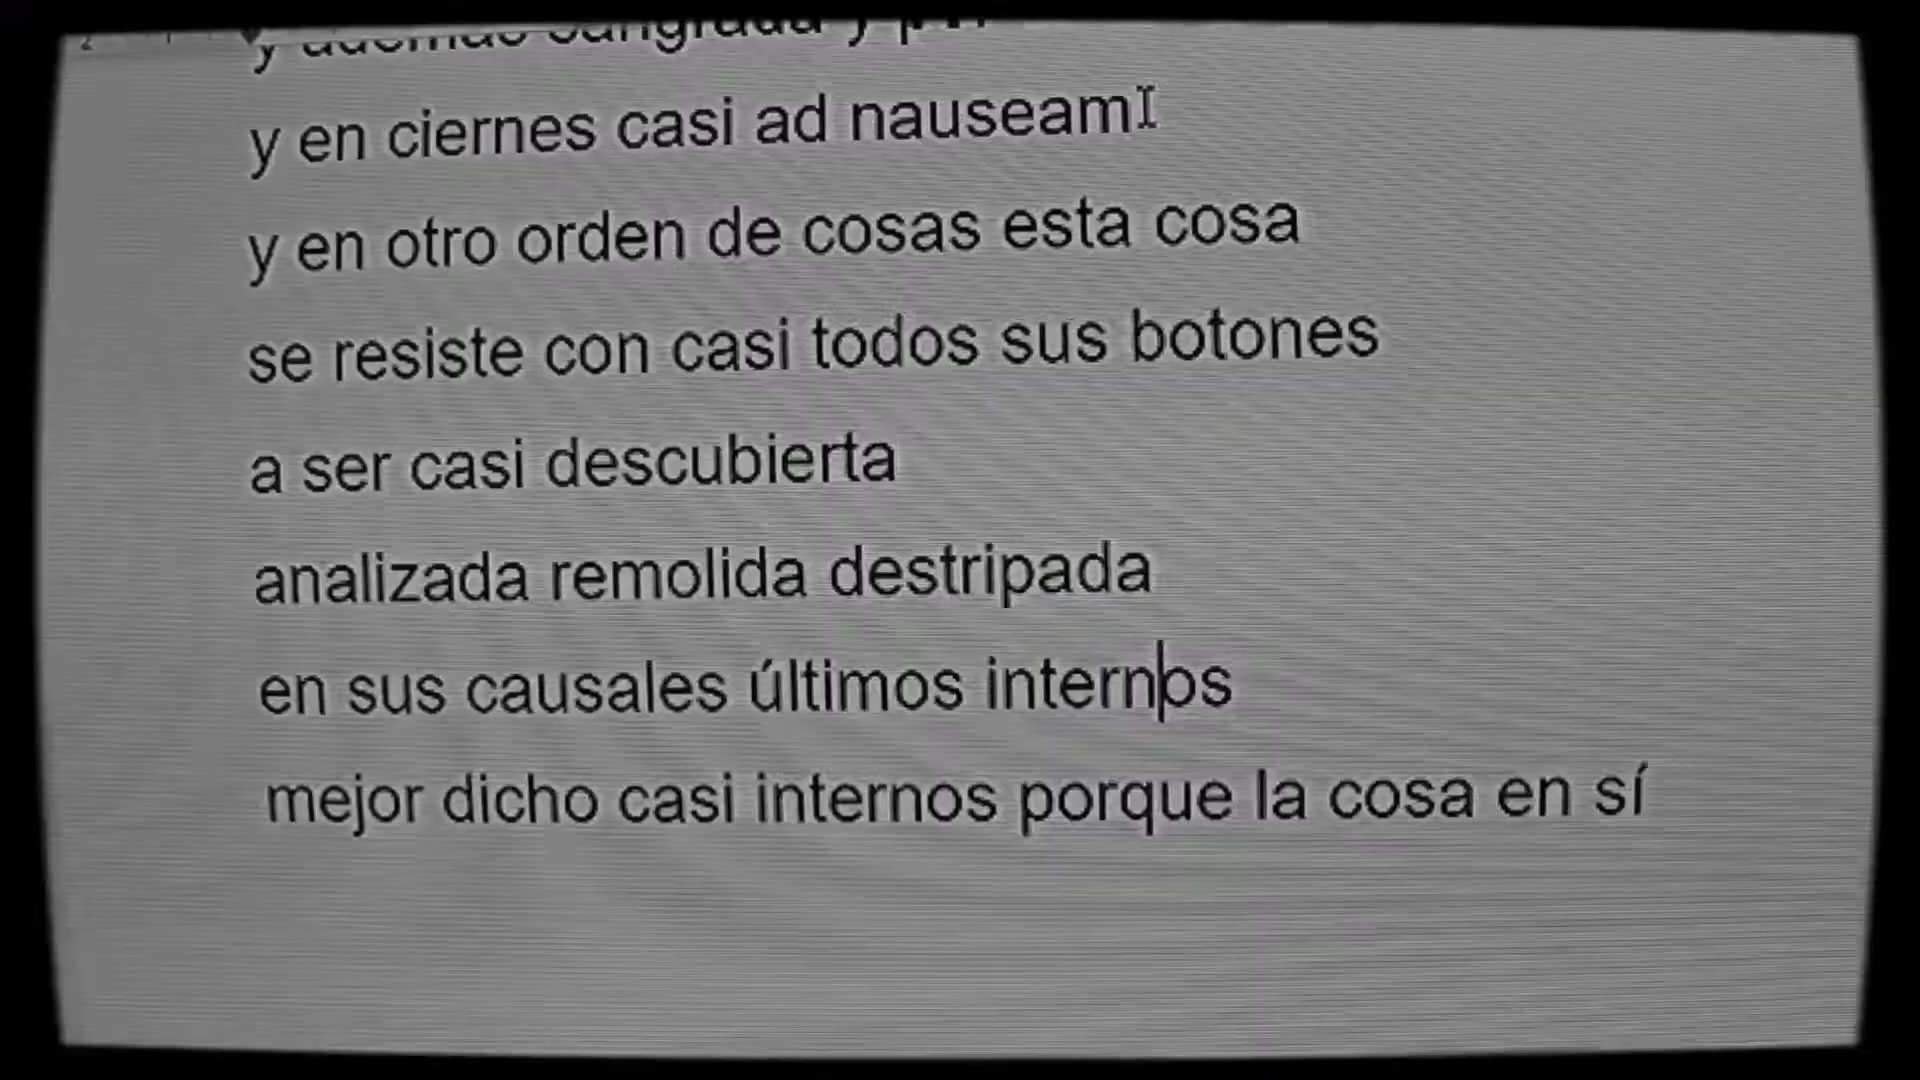 y además sangrada y
y en ciernes casi ad nauseam
y en otro orden de cosas esta cosa
se resiste con casi todos sus botones
a ser casi descubierta
analizada remolida destripada
en sus causales últimos internos
mejor dicho casi internos porque la cosa en sí